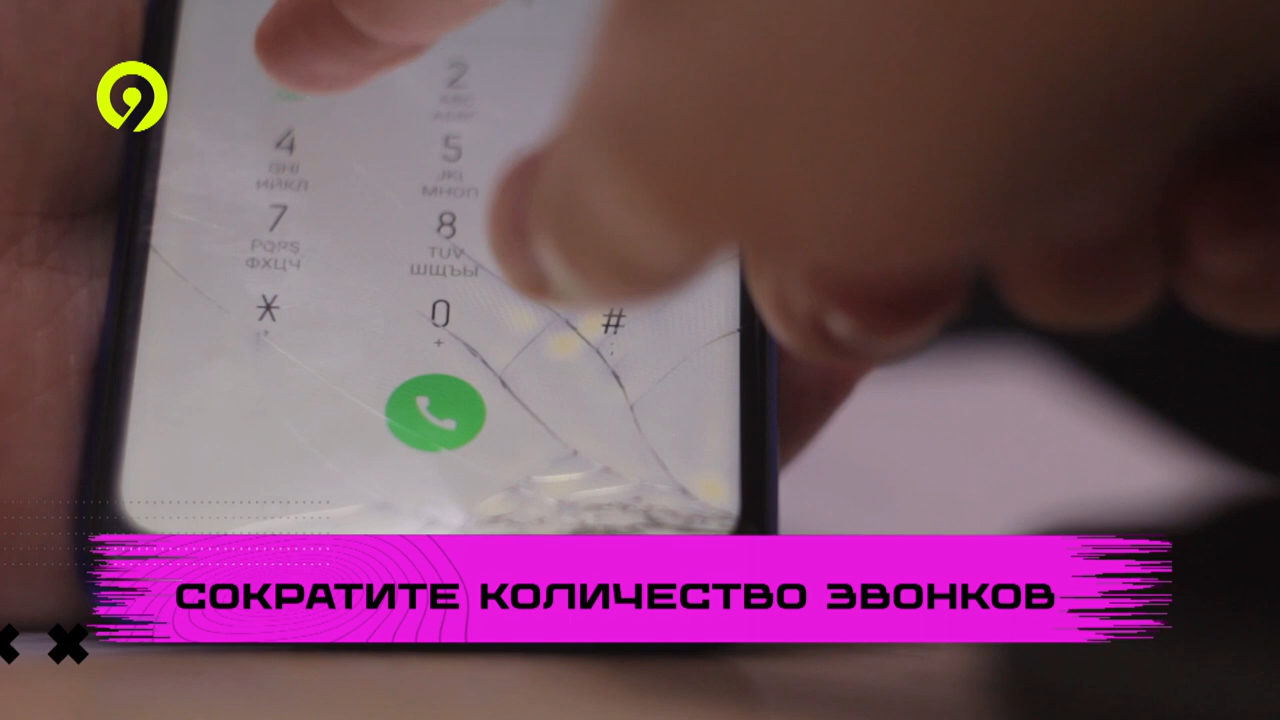 2
4
GHI
ИЙКЛ
5
JKL
МНОП
7
PQRS
ФХЦЧ
8
TUV
ШЩЪЫ
*
0
+
#
СОКРАТИТЕ КОЛИЧЕСТВО ЗВОНКОВ